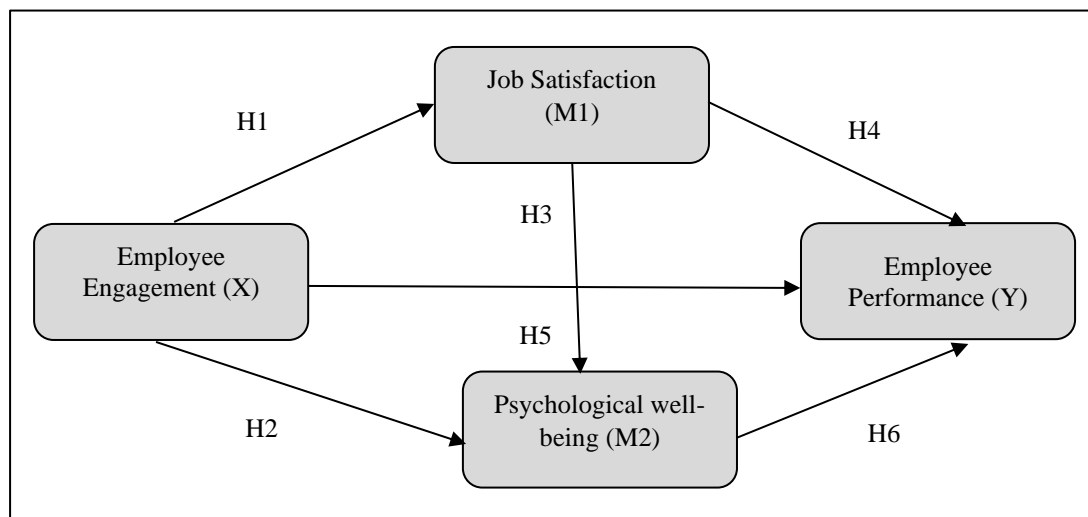 Job Satisfaction
(M1)
H1
H4
H3
Employee
Engagement (X)
Employee
Performance (Y)
H5
Psychological well-
being (M2)
H2
H6